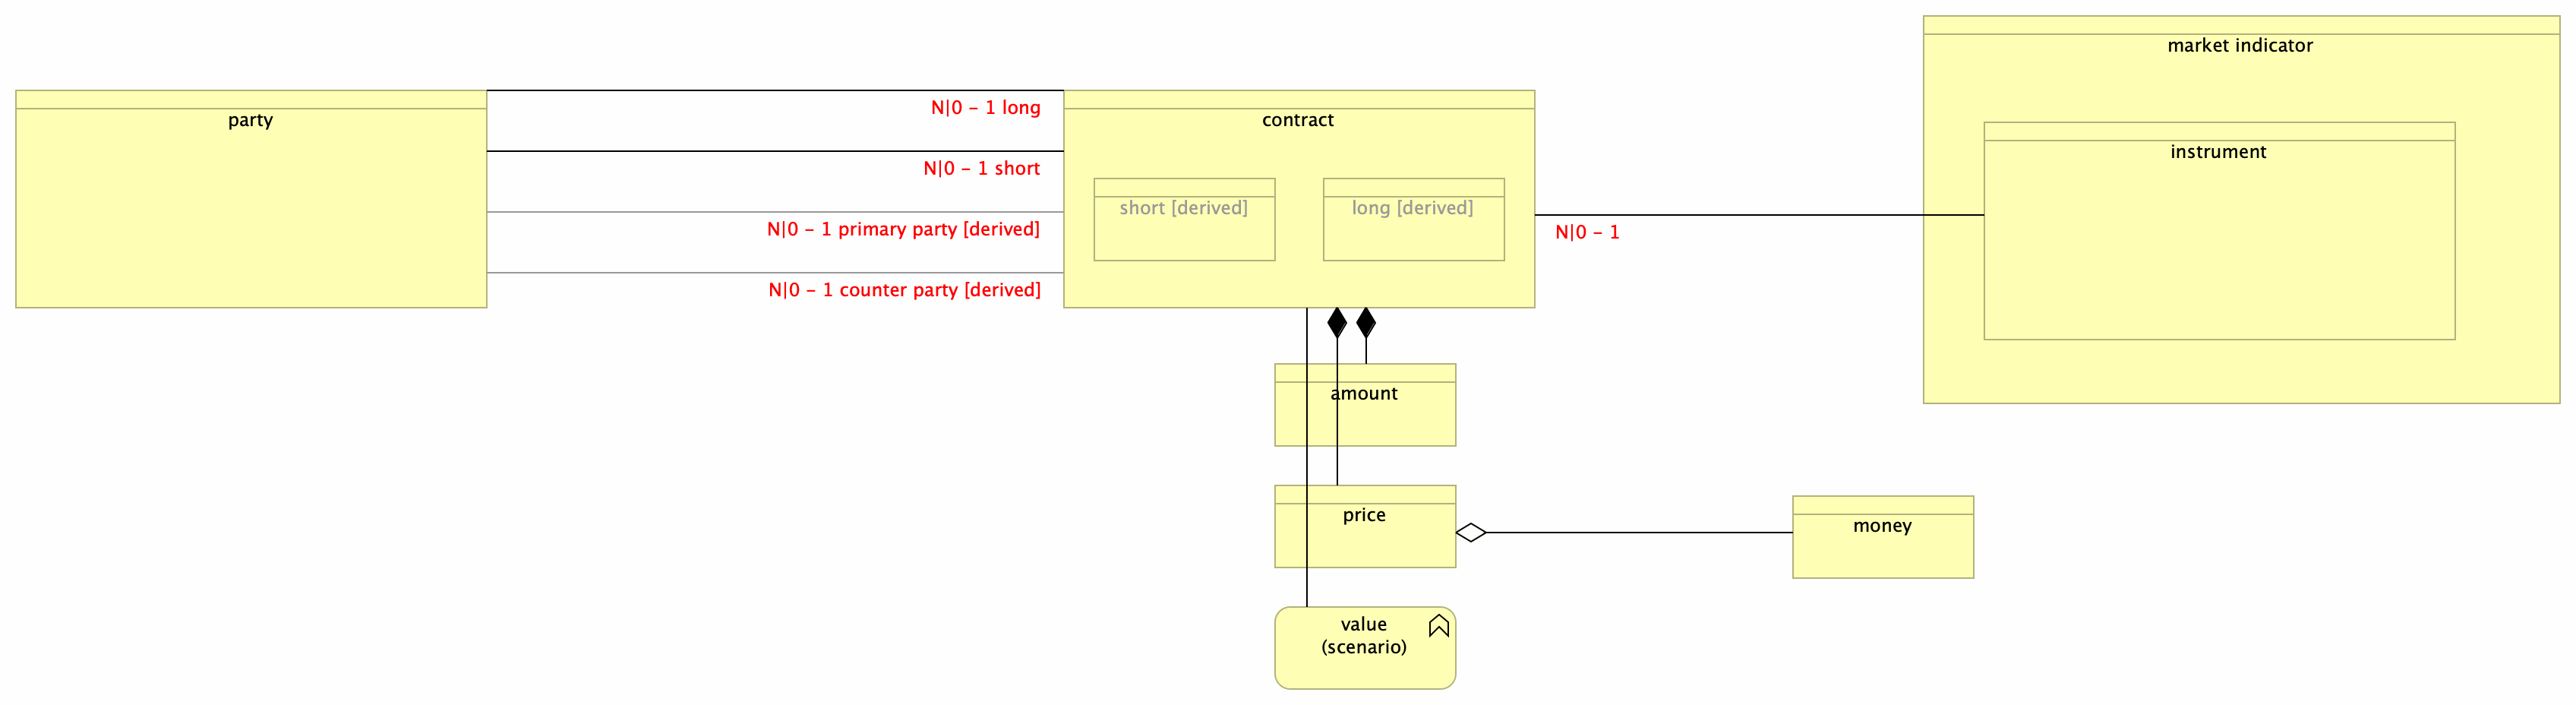 market indicator
party
N|0 – 1 long
contract
instrument
N|0 – 1 short
short [derived]
long [derived]
N|0 – 1 primary party [derived]
N|0 – 1
N|0 – 1 counter party [derived]
amount
price
money
value
(scenario)